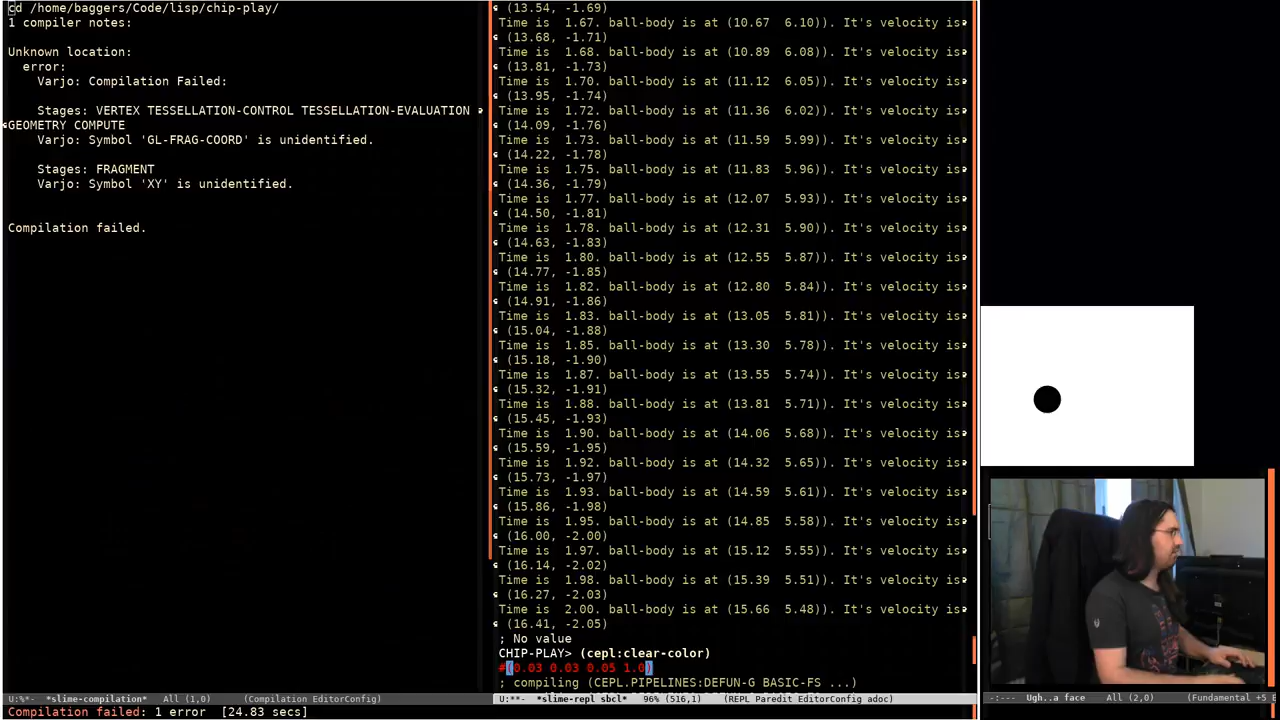 cd /home/baggers/Code/lisp/chip-play/
1 compiler notes:
Unknown location:
error:
Varjo: Compilation Failed:
Stages: VERTEX TESSELLATION-CONTROL TESSELLATION-EVALUATION
GEOMETRY COMPUTE
Varjo: Symbol 'GL-FRAG-COORD' is unidentified.
Stages: FRAGMENT
Varjo: Symbol 'XY' is unidentified.
Compilation failed.
U:%*- *slime-compilation* All (1,0) (Compilation EditorConfig)
Compilation failed: 1 error [24.83 secs]
(13.54, -1.69)
Time is 1.67. ball-body is at (10.67 6.10)). It's velocity is
(13.68, -1.71)
Time is 1.68. ball-body is at (10.89 6.08)). It's velocity is
(13.81, -1.73)
Time is 1.70. ball-body is at (11.12 6.05)). It's velocity is
(13.95, -1.74)
Time is 1.72. ball-body is at (11.36 6.02)). It's velocity is
(14.09, -1.76)
Time is 1.73. ball-body is at (11.59 5.99)). It's velocity is
(14.22, -1.78)
Time is 1.75. ball-body is at (11.83 5.96)). It's velocity is
(14.36, -1.79)
Time is 1.77. ball-body is at (12.07 5.93)). It's velocity is
(14.50, -1.81)
Time is 1.78. ball-body is at (12.31 5.90)). It's velocity is
(14.63, -1.83)
Time is 1.80. ball-body is at (12.55 5.87)). It's velocity is
(14.77, -1.85)
Time is 1.82. ball-body is at (12.80 5.84)). It's velocity is
(14.91, -1.86)
Time is 1.83. ball-body is at (13.05 5.81)). It's velocity is
(15.04, -1.88)
Time is 1.85. ball-body is at (13.30 5.78)). It's velocity is
(15.18, -1.90)
Time is 1.87. ball-body is at (13.55 5.74)). It's velocity is
(15.32, -1.91)
Time is 1.88. ball-body is at (13.81 5.71)). It's velocity is
(15.45, -1.93)
Time is 1.90. ball-body is at (14.06 5.68)). It's velocity is
(15.59, -1.95)
Time is 1.92. ball-body is at (14.32 5.65)). It's velocity is
(15.73, -1.97)
Time is 1.93. ball-body is at (14.59 5.61)). It's velocity is
(15.86, -1.98)
Time is 1.95. ball-body is at (14.85 5.58)). It's velocity is
(16.00, -2.00)
Time is 1.97. ball-body is at (15.12 5.55)). It's velocity is
(16.14, -2.02)
Time is 1.98. ball-body is at (15.39 5.51)). It's velocity is
(16.27, -2.03)
Time is 2.00. ball-body is at (15.66 5.48)). It's velocity is
(16.41, -2.05)
; No value
CHIP-PLAY> (cepl:clear-color)
#(0.03 0.03 0.05 1.0)
; compiling (CEPL.PIPELINES:DEFUN-G BASIC-FS ...)
U:**- *slime-repl sbcl* 96% (516,1) (REPL Paredit EditorConfig adoc)
-:--- Ugh..a face All (2,0) (Fundamental +5 E